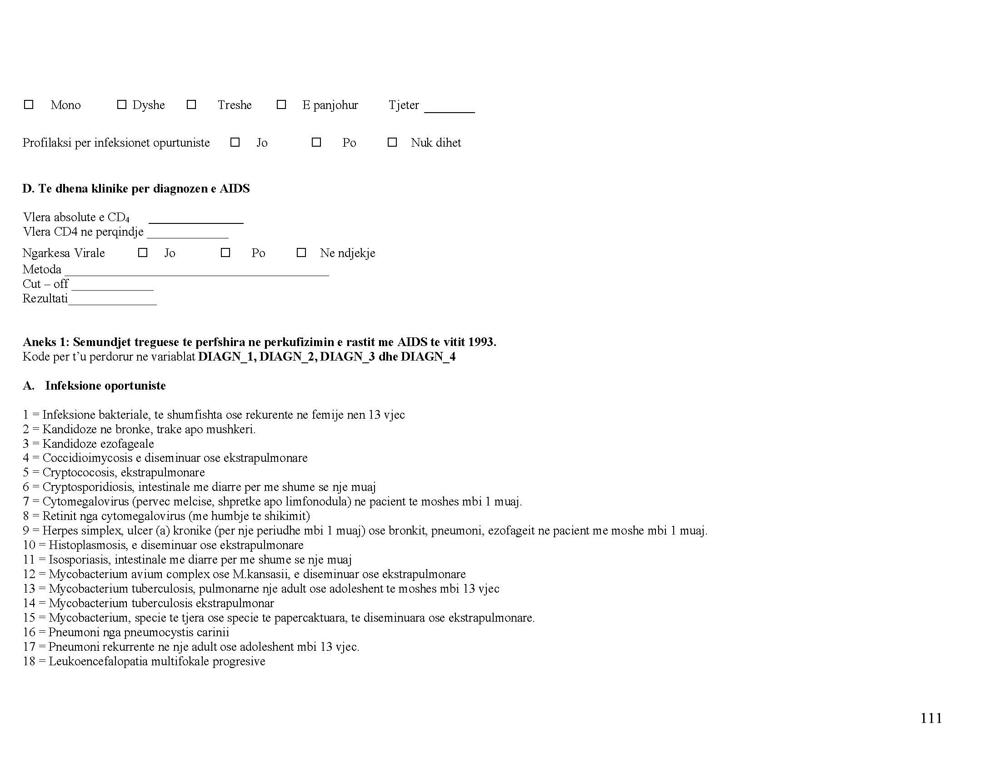 ☐ Mono ☐ Dyshe ☐ Treshe ☐ E panjohur Tjeter ________
Profilaksi per infeksionet opurtuniste ☐ Jo ☐ Po ☐ Nuk dihet
D. Te dhena klinike per diagnozen e AIDS
Vlera absolute e CD₄ _______________
Vlera CD4 ne perqindje _____________
Ngarkesa Virale ☐ Jo ☐ Po ☐ Ne ndjekje
Metoda __________________________________________
Cut – off _____________
Rezultati______________
Aneks 1: Semundjet treguese te perfshira ne perkufizimin e rastit me AIDS te vitit 1993.
Kode per t’u perdorur ne variablat DIAGN_1, DIAGN_2, DIAGN_3 dhe DIAGN_4
A. Infeksione oportuniste
1 = Infeksione bakteriale, te shumfishta ose rekurente ne femije nen 13 vjec
2 = Kandidoze ne bronke, trake apo mushkeri.
3 = Kandidoze ezofageale
4 = Coccidioimycosis e diseminuar ose ekstrapulmonare
5 = Cryptococosis, ekstrapulmonare
6 = Cryptosporidiosis, intestinale me diarre per me shume se nje muaj
7 = Cytomegalovirus (pervec melcise, shpretke apo limfonodula) ne pacient te moshes mbi 1 muaj.
8 = Retinit nga cytomegalovirus (me humbje te shikimit)
9 = Herpes simplex, ulcer (a) kronike (per nje periudhe mbi 1 muaj) ose bronkit, pneumoni, ezofageit ne pacient me moshe mbi 1 muaj.
10 = Histoplasmosis, e diseminuar ose ekstrapulmonare
11 = Isosporiasis, intestinale me diarre per me shume se nje muaj
12 = Mycobacterium avium complex ose M.kansasii, e diseminuar ose ekstrapulmonare
13 = Mycobacterium tuberculosis, pulmonarne nje adult ose adoleshent te moshes mbi 13 vjec
14 = Mycobacterium tuberculosis ekstrapulmonar
15 = Mycobacterium, specie te tjera ose specie te papercaktuara, te diseminuara ose ekstrapulmonare.
16 = Pneumoni nga pneumocystis carinii
17 = Pneumoni rekurrente ne nje adult ose adoleshent mbi 13 vjec.
18 = Leukoencefalopatia multifokale progresive
111